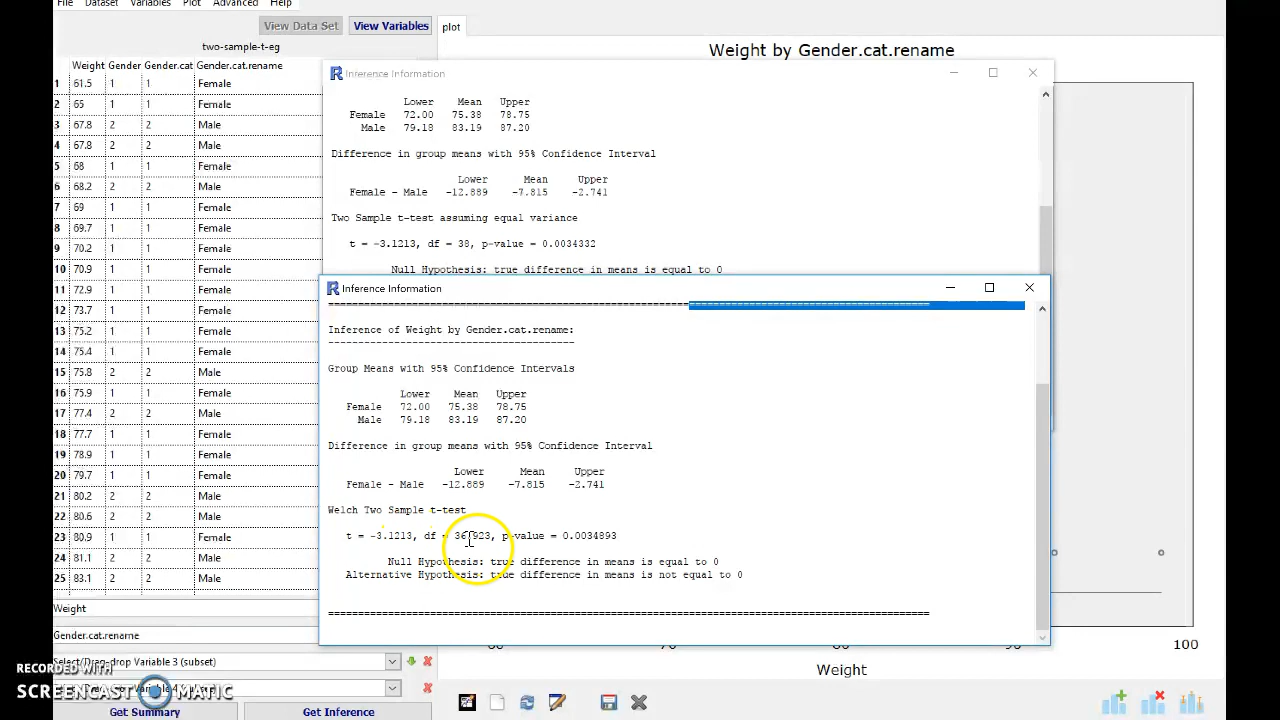 File Dataset Variables Plot Advanced Help
View Data Set View Variables plot
two-sample-t-eg
Weight by Gender.cat.rename
Weight Gender Gender.cat Gender.cat.rename
1 61.5 1 1 Female
2 65 1 1 Female
3 67.8 2 2 Male
4 67.8 2 2 Male
5 68 1 1 Female
6 68.2 2 2 Male
7 69 1 1 Female
8 69.7 1 1 Female
9 70.2 1 1 Female
10 70.9 1 1 Female
11 72.9 1 1 Female
12 73.7 1 1 Female
13 75.2 1 1 Female
14 75.4 1 1 Female
15 75.8 2 2 Male
16 75.9 1 1 Female
17 77.4 2 2 Male
18 77.7 1 1 Female
19 78.9 1 1 Female
20 79.7 1 1 Female
21 80.2 2 2 Male
22 80.6 2 2 Male
23 80.9 1 1 Female
24 81.1 2 2 Male
25 83.1 2 2 Male
Weight
Gender.cat.rename
Select/Drag-drop Variable 3 (subset)
Get Summary Get Inference
R Inference Information
Lower Mean Upper
Female 72.00 75.38 78.75
Male 79.18 83.19 87.20
Difference in group means with 95% Confidence Interval
Lower Mean Upper
Female - Male -12.889 -7.815 -2.741
Two Sample t-test assuming equal variance
t = -3.1213, df = 38, p-value = 0.0034332
Null Hypothesis: true difference in means is equal to 0
R Inference Information
Inference of Weight by Gender.cat.rename:
Group Means with 95% Confidence Intervals
Lower Mean Upper
Female 72.00 75.38 78.75
Male 79.18 83.19 87.20
Difference in group means with 95% Confidence Interval
Lower Mean Upper
Female - Male -12.889 -7.815 -2.741
Welch Two Sample t-test
t = -3.1213, df = 36.923, p-value = 0.0034893
Null Hypothesis: true difference in means is equal to 0
Alternative Hypothesis: true difference in means is not equal to 0
70 80 90 100
Weight
RECORDED WITH
SCREENCAST MATIC